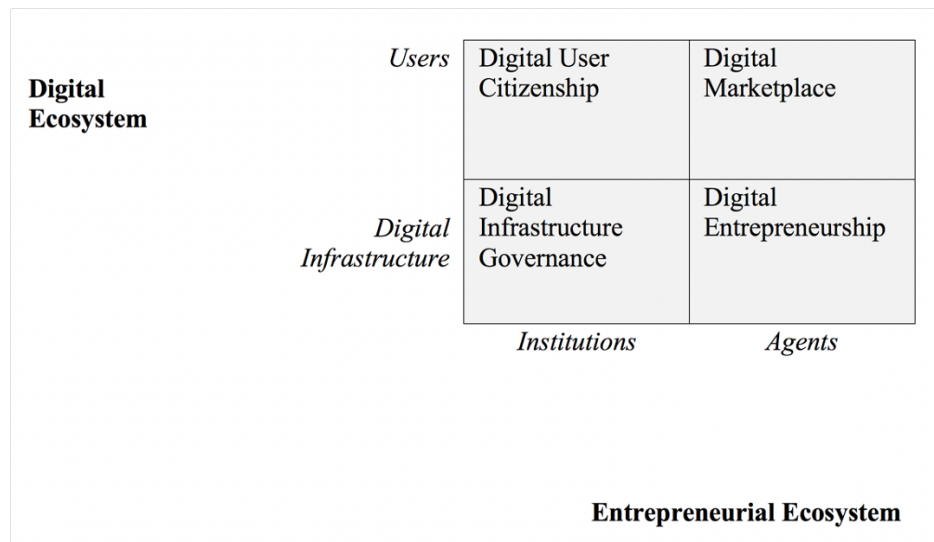 Users
Digital User
Citizenship
Digital
Marketplace
Digital
Ecosystem
Digital
Infrastructure
Digital
Infrastructure
Governance
Digital
Entrepreneurship
Institutions
Agents
Entrepreneurial Ecosystem